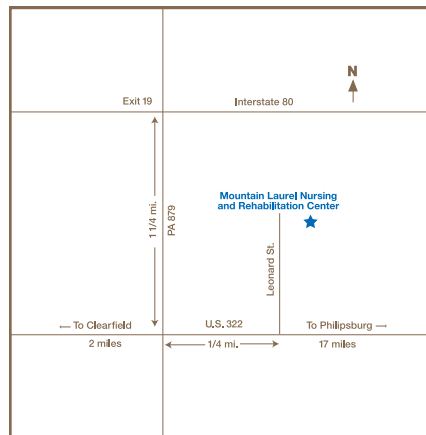 N
Exit 19
Interstate 80
1 1/4 mi.
PA 879
Mountain Laurel Nursing
and Rehabilitation Center
Leonard St.
← To Clearfield
U.S. 322
To Philipsburg →
2 miles
1/4 mi.
17 miles